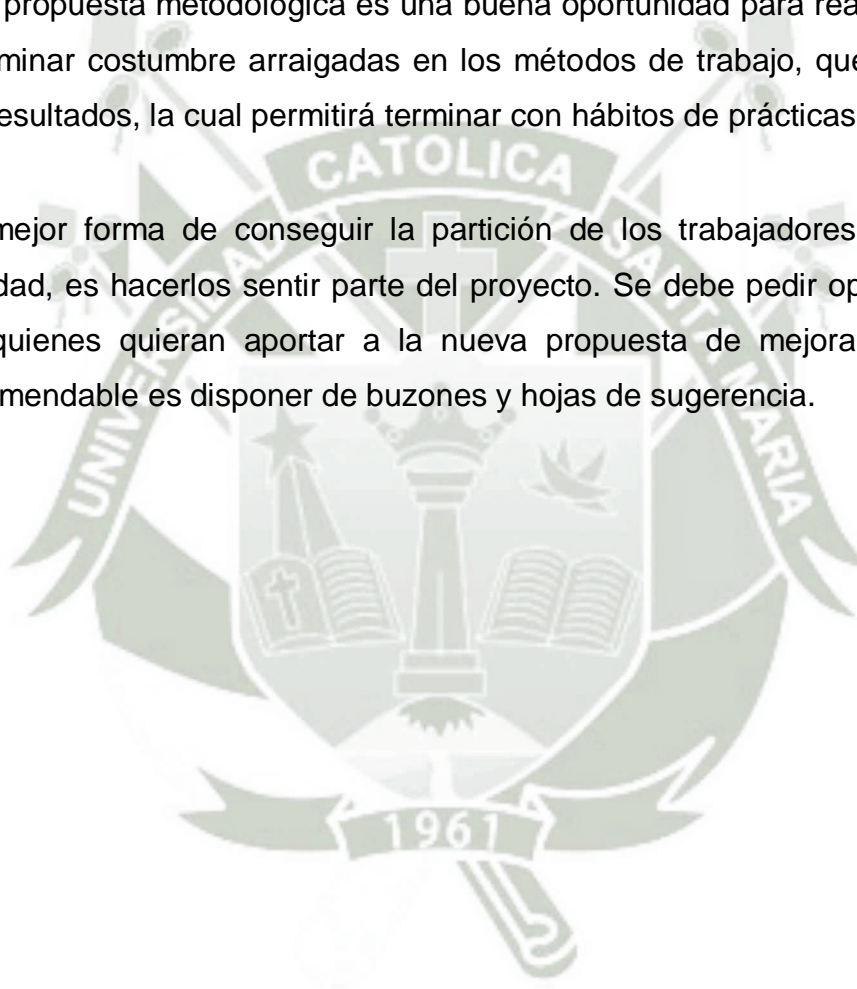 propuesta metodológica es una buena oportunidad para rea
minar costumbre arraigadas en los métodos de trabajo, que
esultados, la cual permitirá terminar con hábitos de prácticas
CATOLICA
mejor forma de conseguir la partición de los trabajadores
dad, es hacerlos sentir parte del proyecto. Se debe pedir op
quienes quieran aportar a la nueva propuesta de mejora
mendable es disponer de buzones y hojas de sugerencia.
UNIVERSIDAD
SANTA MARIA
1961